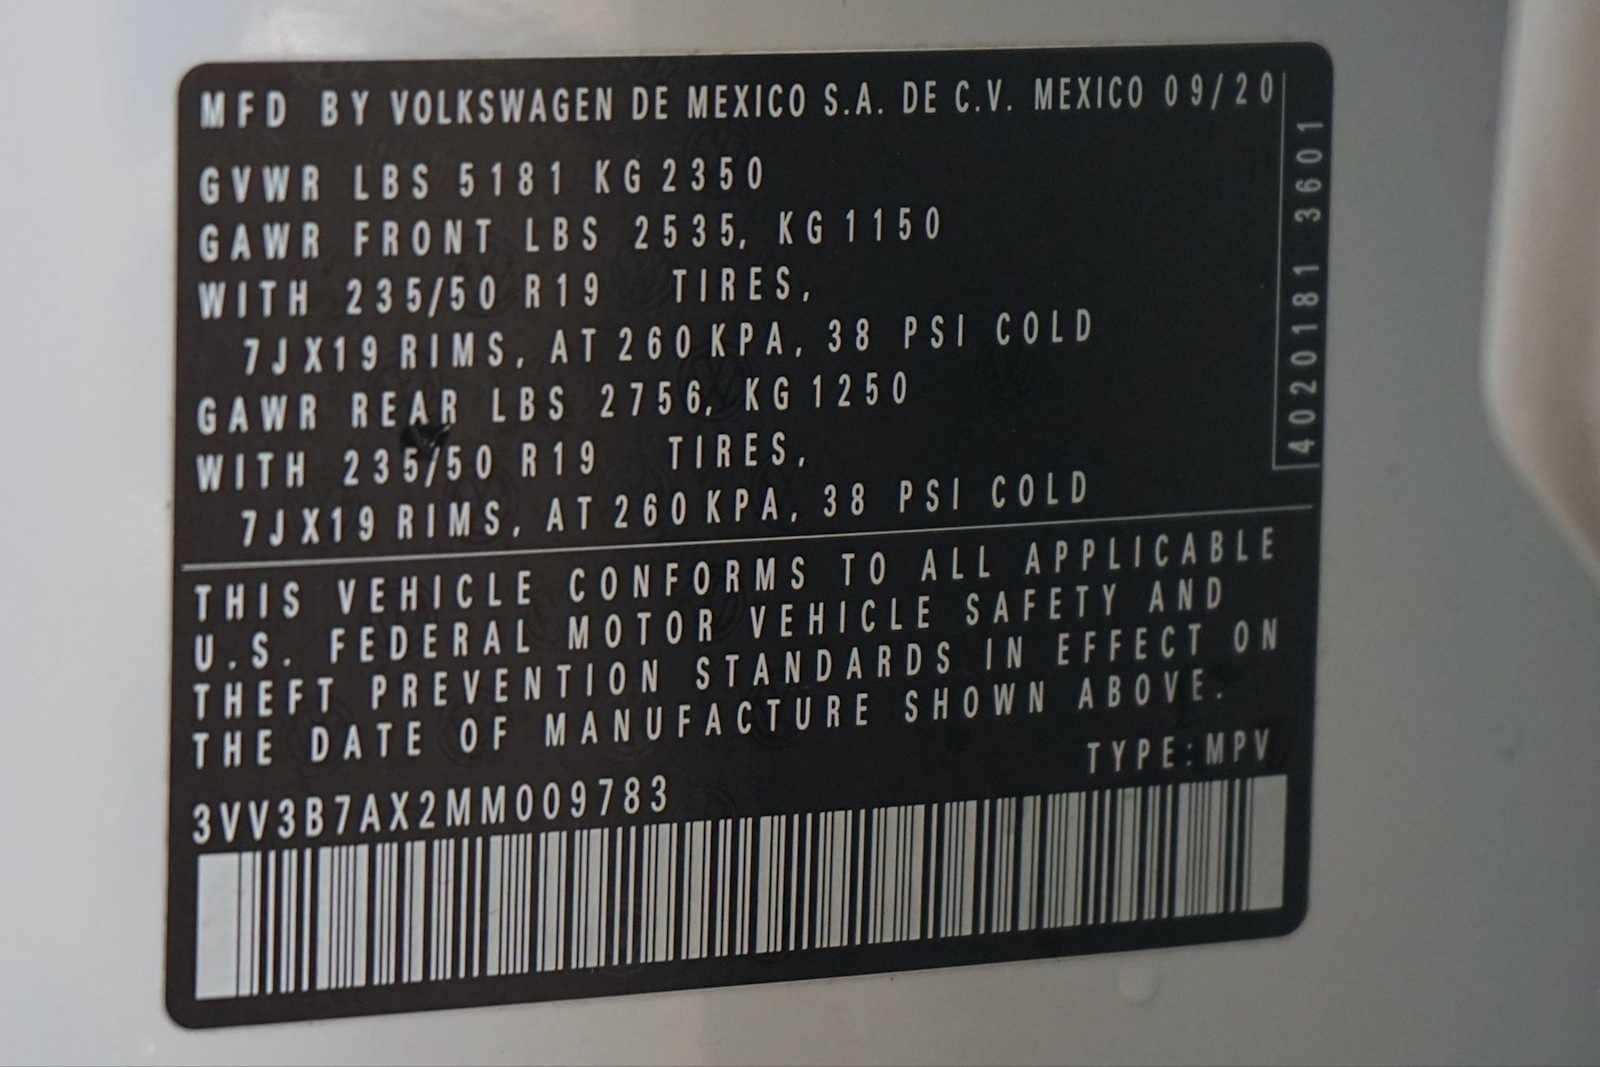 MFD BY VOLKSWAGEN DE MEXICO S.A. DE C.V. MEXICO 09/20
GVWR LBS 5181 KG 2350
GAWR FRONT LBS 2535, KG 1150
WITH 235/50 R19 TIRES,
7JX19 RIMS, AT 260 KPA, 38 PSI COLD
GAWR REAR LBS 2756, KG 1250
WITH 235/50 R19 TIRES,
7JX19 RIMS, AT 260 KPA, 38 PSI COLD
4020181 3601
THIS VEHICLE CONFORMS TO ALL APPLICABLE
U.S. FEDERAL MOTOR VEHICLE SAFETY AND
THEFT PREVENTION STANDARDS IN EFFECT ON
THE DATE OF MANUFACTURE SHOWN ABOVE.
TYPE: MPV
3VV3B7AX2MM009783